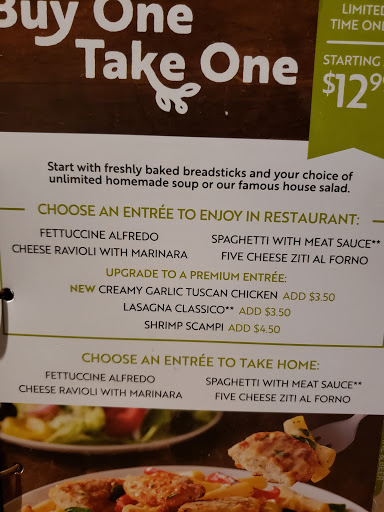 Buy One
Take One
LIMITED
TIME
STARTING
$12.9
Start with freshly baked breadsticks and your choice of
unlimited homemade soup or our famous house salad.
CHOOSE AN ENTRÉE TO ENJOY IN RESTAURANT:
FETTUCCINE ALFREDO
SPAGHETTI WITH MEAT SAUCE**
CHEESE RAVIOLI WITH MARINARA
FIVE CHEESE ZITI AL FORNO
UPGRADE TO A PREMIUM ENTRÉE:
NEW CREAMY GARLIC TUSCAN CHICKEN ADD $3.50
LASAGNA CLASSICO** ADD $3.50
SHRIMP SCAMPI ADD $4.50
CHOOSE AN ENTRÉE TO TAKE HOME:
FETTUCCINE ALFREDO
SPAGHETTI WITH MEAT SAUCE**
CHEESE RAVIOLI WITH MARINARA
FIVE CHEESE ZITI AL FORNO